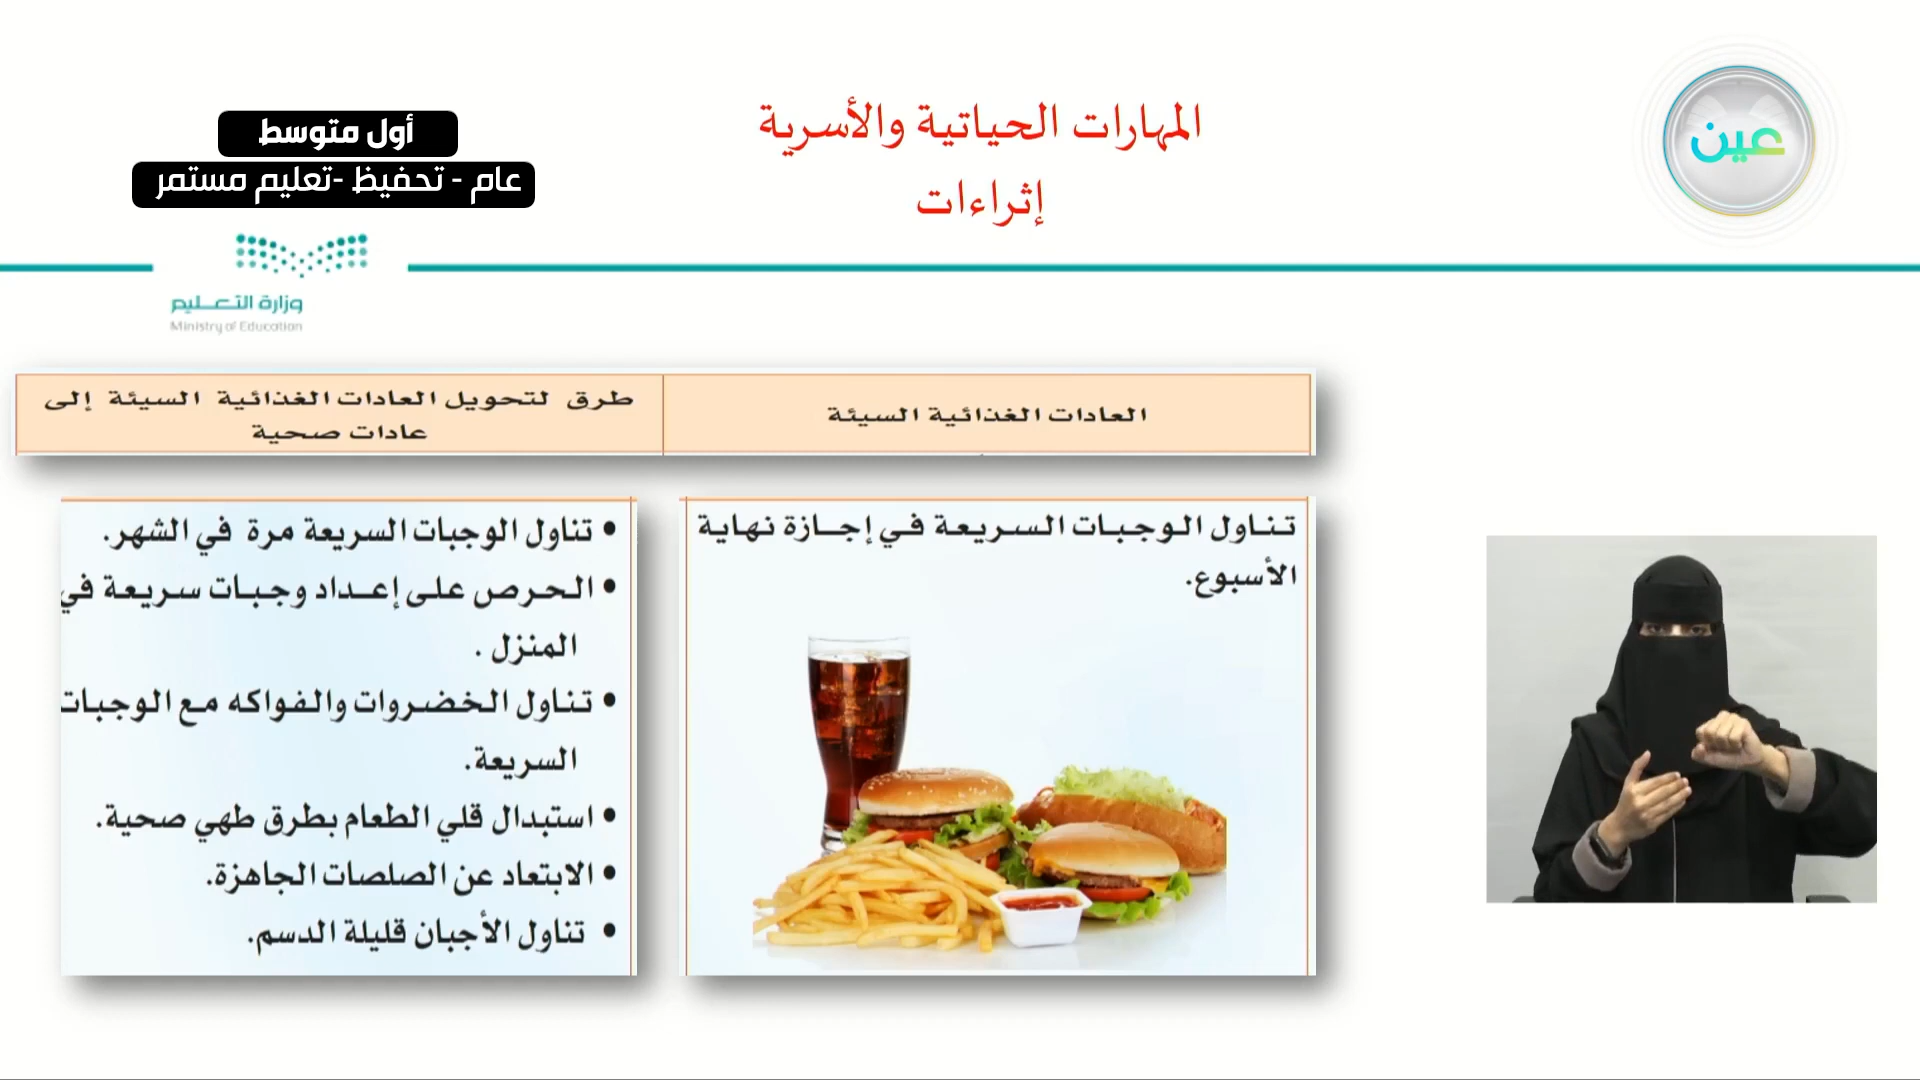 عين
المهارات الحياتية والأسرية
إثراءات
أول متوسط
عام - تحفيظ -تعليم مستمر
وزارة التعليم
Ministry of Education
العادات الغذائية السيئة
طرق لتحويل العادات الغذائية السيئة إلى
عادات صحية
تناول الوجبات السريعة في إجازة نهاية
الأسبوع.
• تناول الوجبات السريعة مرة في الشهر.
• الحرص على إعداد وجبات سريعة في
المنزل .
• تناول الخضروات والفواكه مع الوجبات
السريعة.
• استبدال قلي الطعام بطرق طهي صحية.
• الابتعاد عن الصلصات الجاهزة.
• تناول الأجبان قليلة الدسم.